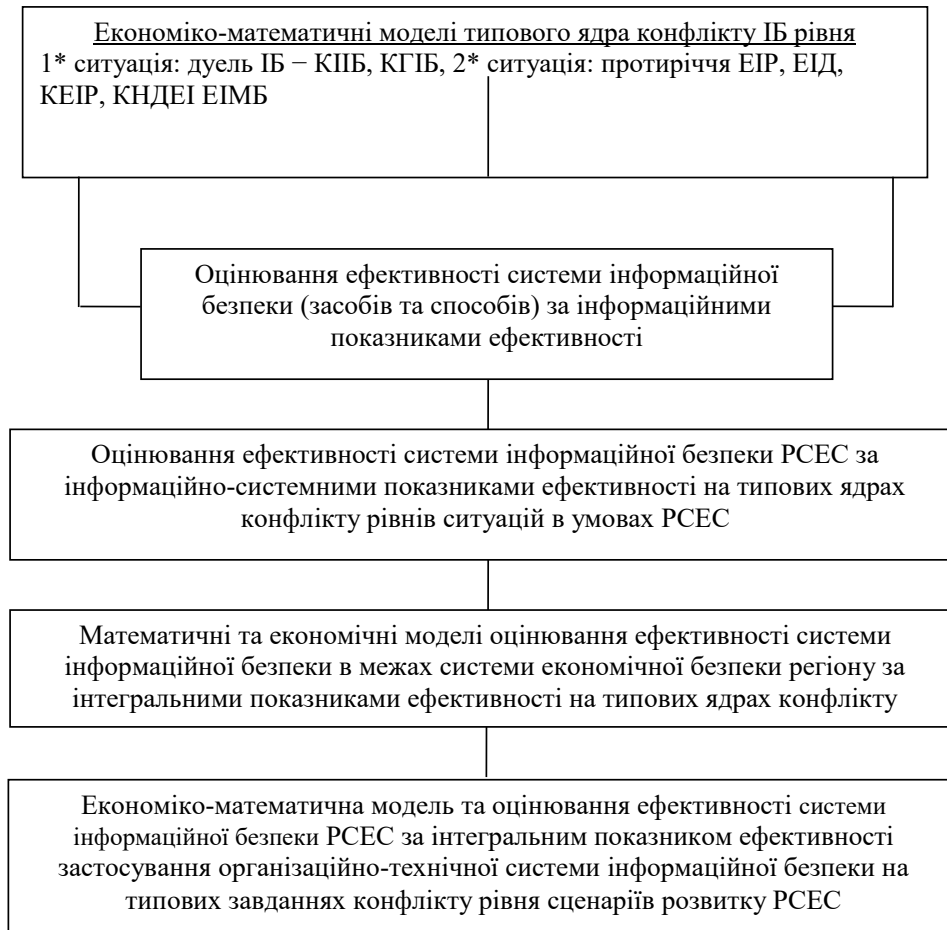 Економіко-математичні моделі типового ядра конфлікту ІБ рівня
1* ситуація: дуель ІБ − КІІБ, КГІБ, 2* ситуація: протиріччя ЕІР, ЕІД,
КЕІР, КНДЕІ ЕІМБ
Оцінювання ефективності системи інформаційної
безпеки (засобів та способів) за інформаційними
показниками ефективності
Оцінювання ефективності системи інформаційної безпеки РСЕС за
інформаційно-системними показниками ефективності на типових ядрах
конфлікту рівнів ситуацій в умовах РСЕС
Математичні та економічні моделі оцінювання ефективності системи
інформаційної безпеки в межах системи економічної безпеки регіону за
інтегральними показниками ефективності на типових ядрах конфлікту
Економіко-математична модель та оцінювання ефективності системи
інформаційної безпеки РСЕС за інтегральним показником ефективності
застосування організаційно-технічної системи інформаційної безпеки на
типових завданнях конфлікту рівня сценаріїв розвитку РСЕС